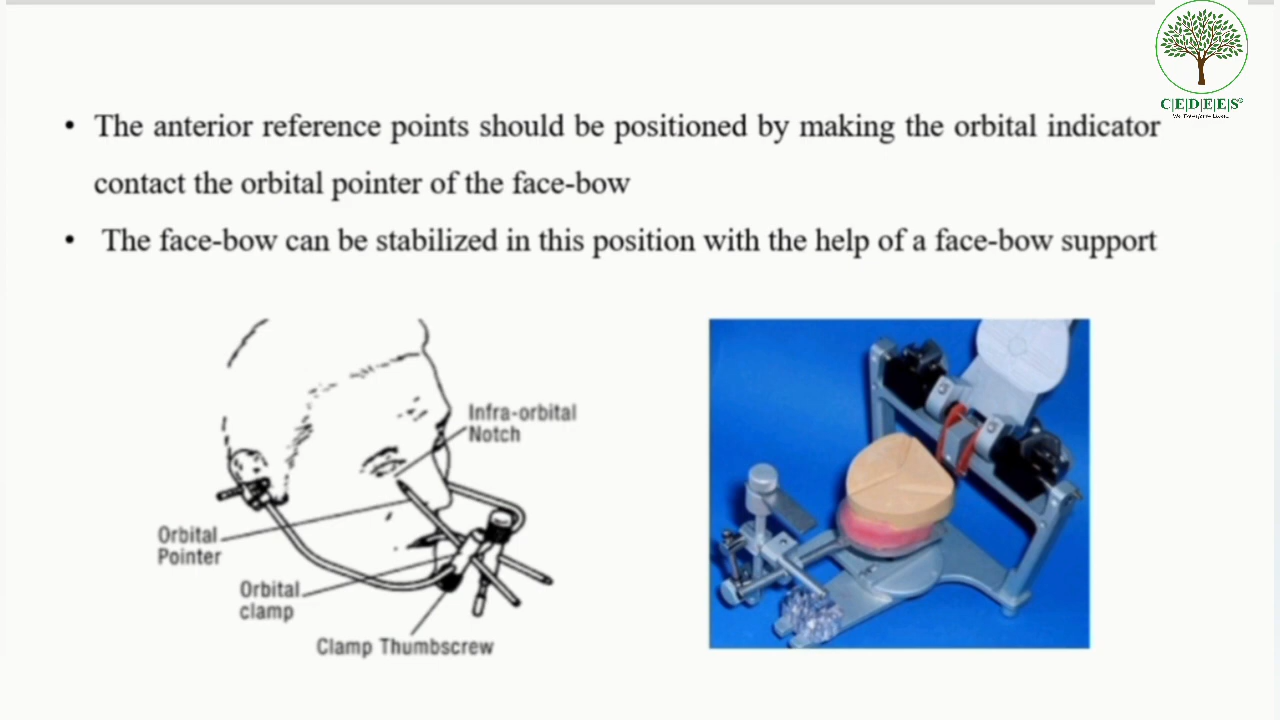 C|E|D|E|E|S®
• The anterior reference points should be positioned by making the orbital indicator
contact the orbital pointer of the face-bow
• The face-bow can be stabilized in this position with the help of a face-bow support
Infra-orbital
Notch
Orbital
Pointer
Orbital
clamp
Clamp Thumbscrew